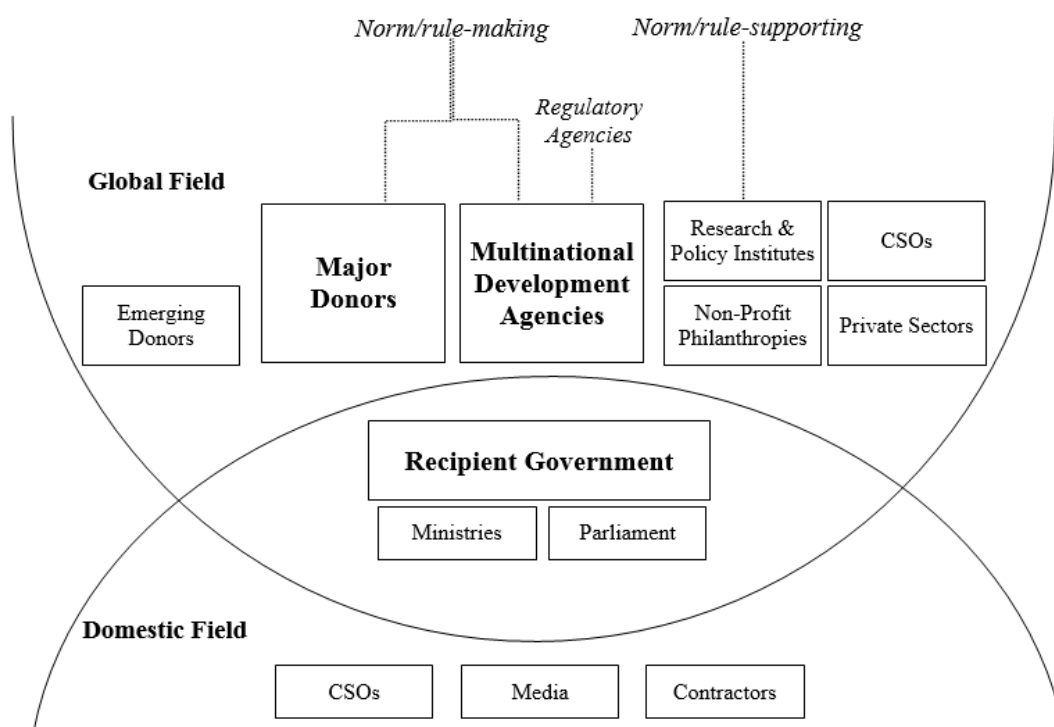 Norm/rule-making
Norm/rule-supporting
Regulatory
Agencies
Global Field
Major
Donors
Multinational
Development
Agencies
Research &
Policy Institutes
CSOs
Emerging
Donors
Non-Profit
Philanthropies
Private Sectors
Recipient Government
Ministries
Parliament
Domestic Field
CSOs
Media
Contractors